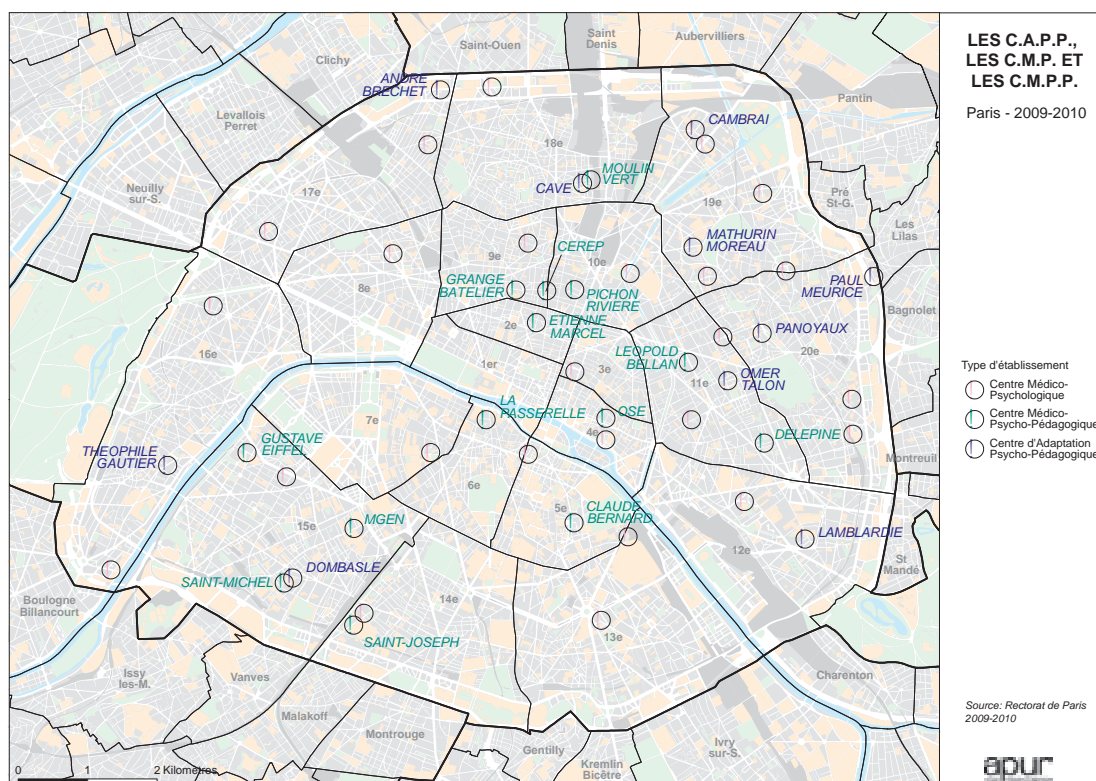 LES C.A.P.P.,
LES C.M.P. ET
LES C.M.P.P.
Paris - 2009-2010
Type d'établissement
Centre Médico-
Psychologique
Centre Médico-
Psycho-Pédagogique
Centre d'Adaptation
Psycho-Pédagogique
Source: Rectorat de Paris
2009-2010
apur
Saint-Ouen
Saint
Denis
Aubervilliers
Clichy
ANDRE
BRECHET
Pantin
Levallois
Perret
CAMBRAI
18e
MOULIN
VERT
CAVE
17e
Neuilly
sur-S.
Pré
St-G.
19e
Les
Lilas
MATHURIN
MOREAU
CEREP
9e
10e
8e
GRANGE
BATELIER
PICHON
RIVIERE
PAUL
MEURICE
Bagnolet
ETIENNE
MARCEL
2e
PANOYAUX
16e
20e
LEOPOLD
BELLAN
1er
3e
OMER
TALON
11e
LA
PASSERELLE
OSE
7e
4e
DELEPINE
GUSTAVE
EIFFEL
THEOPHILE
GAUTIER
Montreuil
6e
CLAUDE
BERNARD
5e
MGEN
15e
LAMBLARDIE
12e
St
Mandé
DOMBASLE
SAINT-MICHEL
Boulogne
Billancourt
14e
13e
SAINT-JOSEPH
Issy
les-M.
Vanves
Charenton
Malakoff
Montrouge
Gentilly
Kremlin
Bicêtre
Ivry
sur-S.
0 1 2 Kilomètres